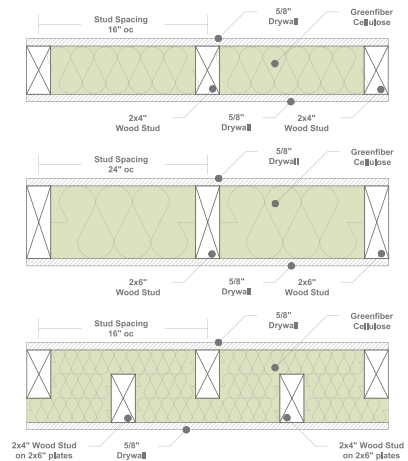 Stud Spacing
16" oc
5/8"
Drywall
Greenfiber
Cellulose
2x4"
Wood Stud
5/8"
Drywall
2x4"
Wood Stud
Stud Spacing
24" oc
5/8"
Drywall
Greenfiber
Cellulose
2x6"
Wood Stud
5/8"
Drywall
2x6"
Wood Stud
Stud Spacing
16" oc
5/8"
Drywall
Greenfiber
Cellulose
2x4" Wood Stud
on 2x6" plates
5/8"
Drywall
2x4" Wood Stud
on 2x6" plates